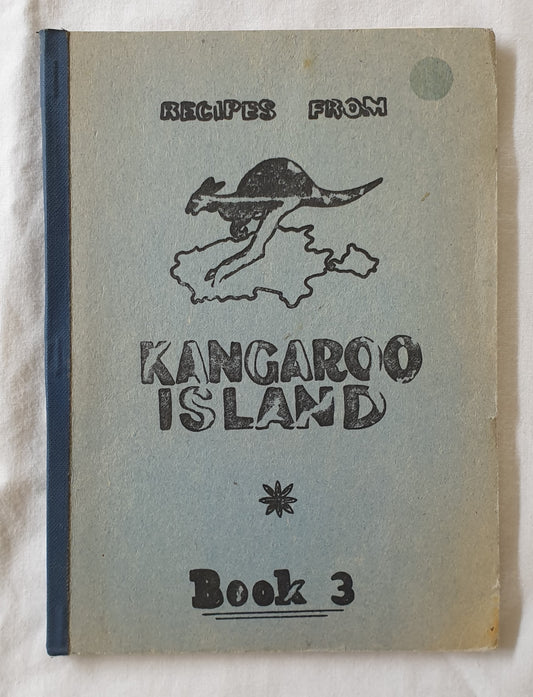 RECIPES FROM
KANGAROO
ISLAND
Book 3